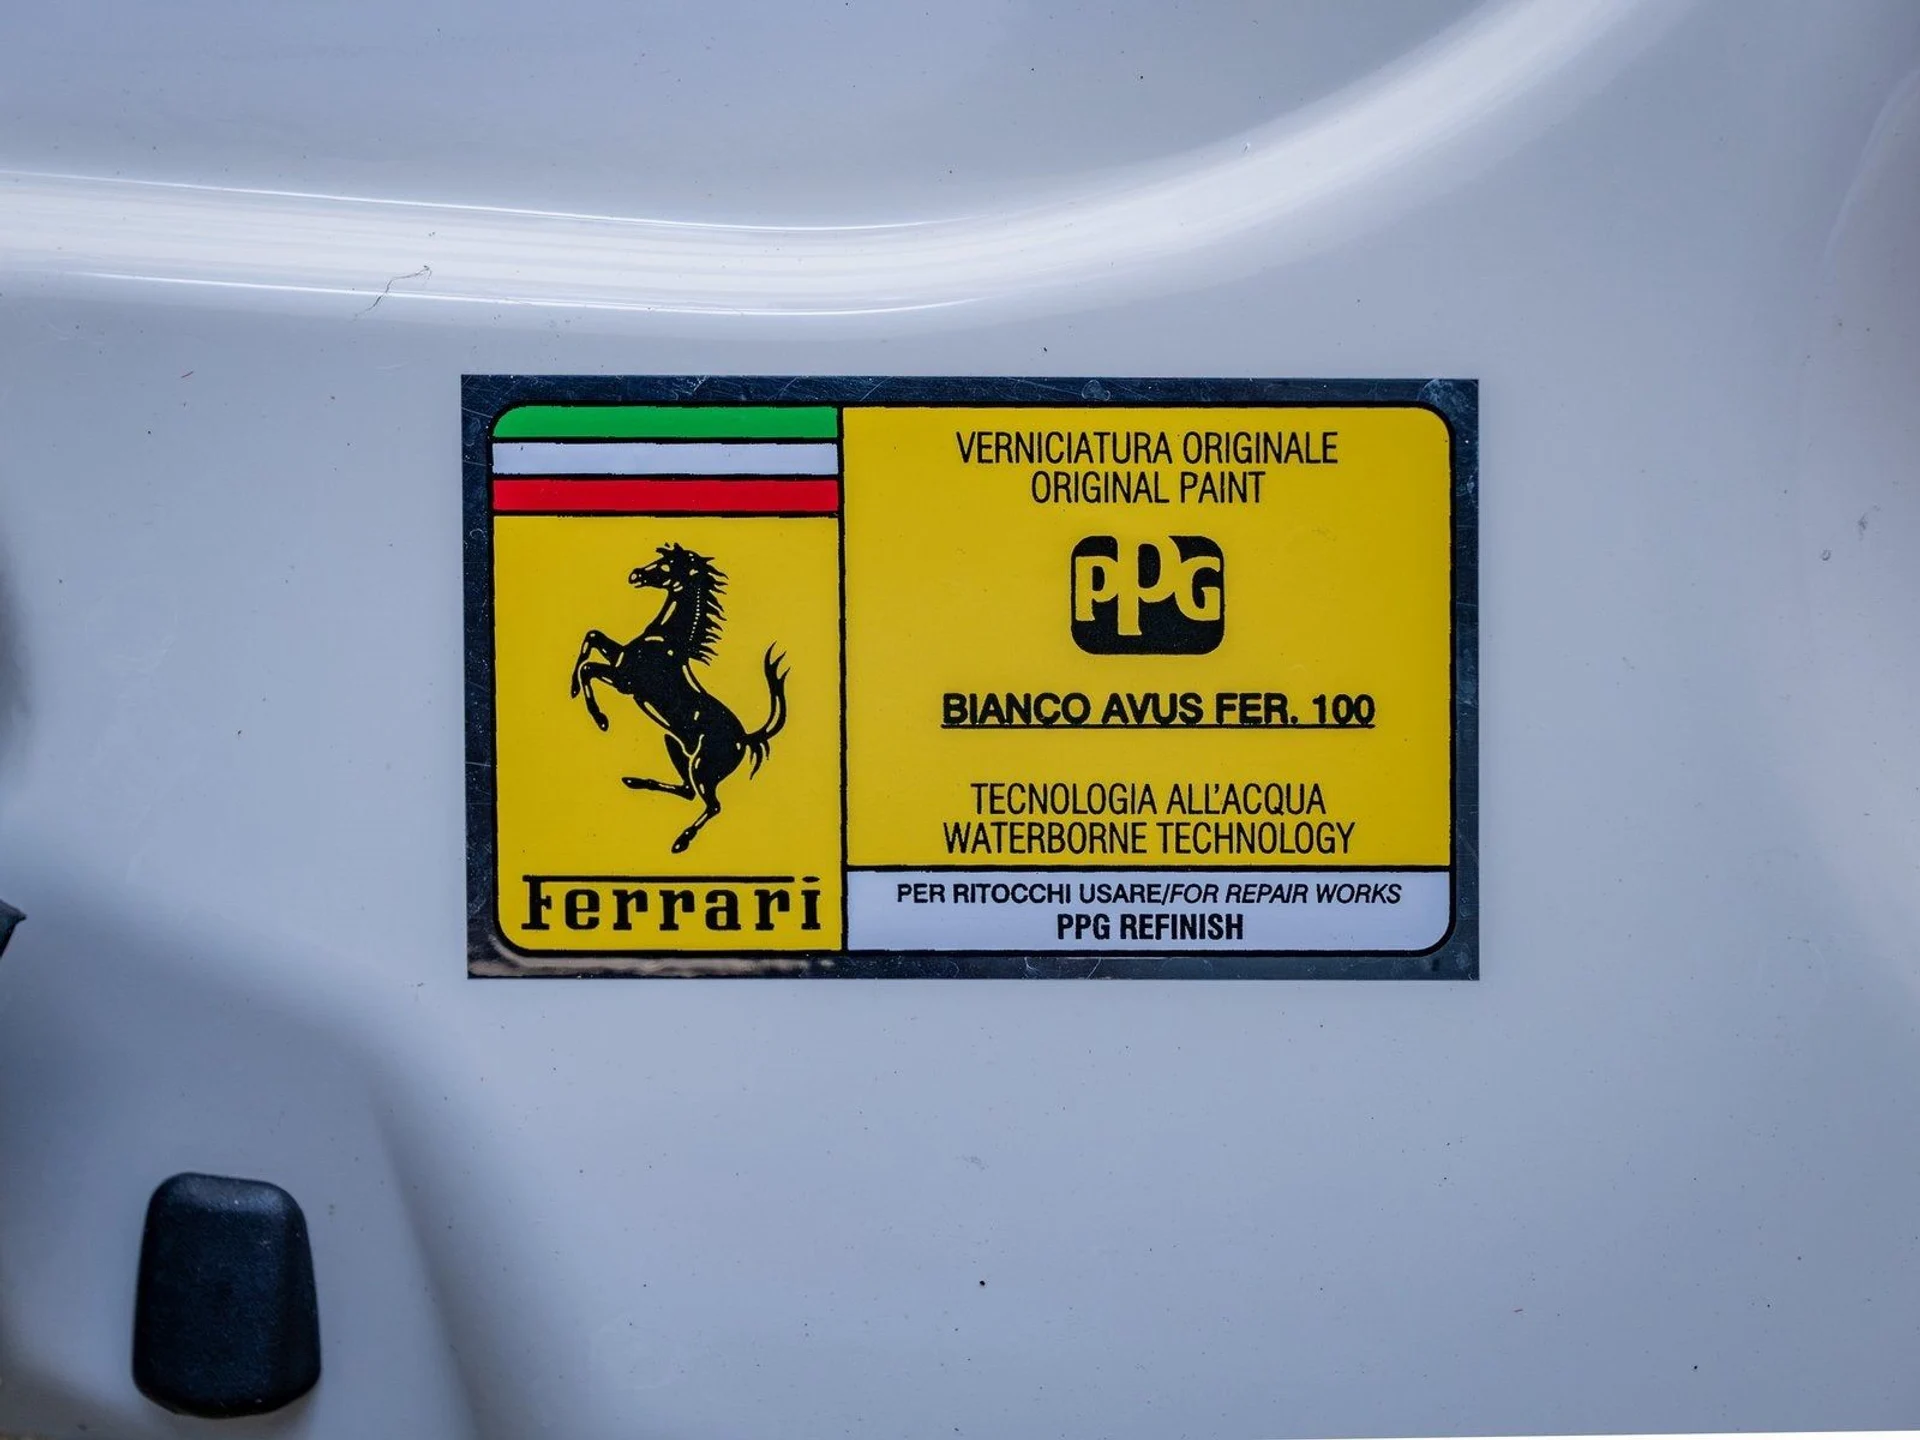 Ferrari
VERNICIATURA ORIGINALE
ORIGINAL PAINT
PPG
BIANCO AVUS FER. 100
TECNOLOGIA ALL'ACQUA
WATERBORNE TECHNOLOGY
PER RITOCCHI USARE/FOR REPAIR WORKS
PPG REFINISH